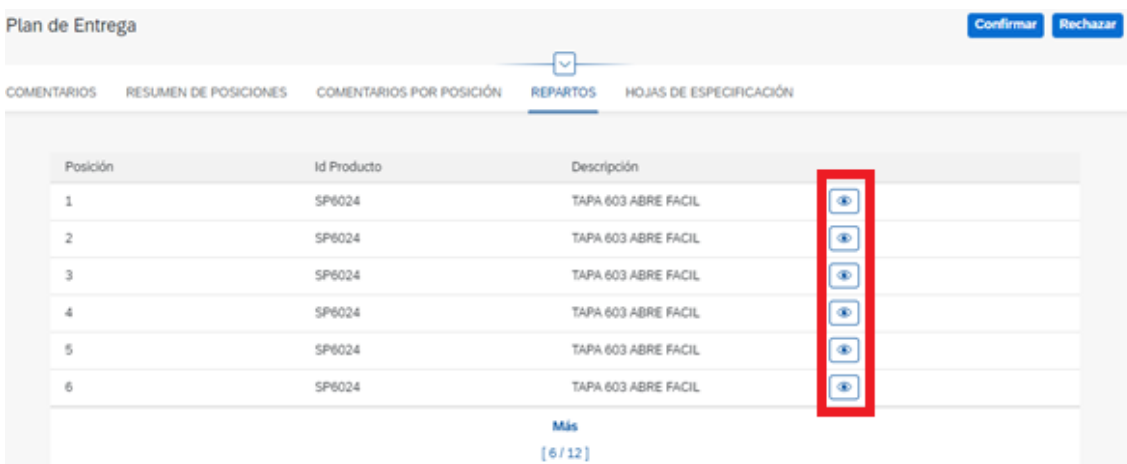 Plan de Entrega Confirmar Rechazar
COMENTARIOS RESUMEN DE POSICIONES COMENTARIOS POR POSICIÓN REPARTOS HOJAS DE ESPECIFICACIÓN
Posición Id Producto Descripción
1 SP6024 TAPA 603 ABRE FACIL
2 SP6024 TAPA 603 ABRE FACIL
3 SP6024 TAPA 603 ABRE FACIL
4 SP6024 TAPA 603 ABRE FACIL
5 SP6024 TAPA 603 ABRE FACIL
6 SP6024 TAPA 603 ABRE FACIL
Más
[ 6 / 12 ]